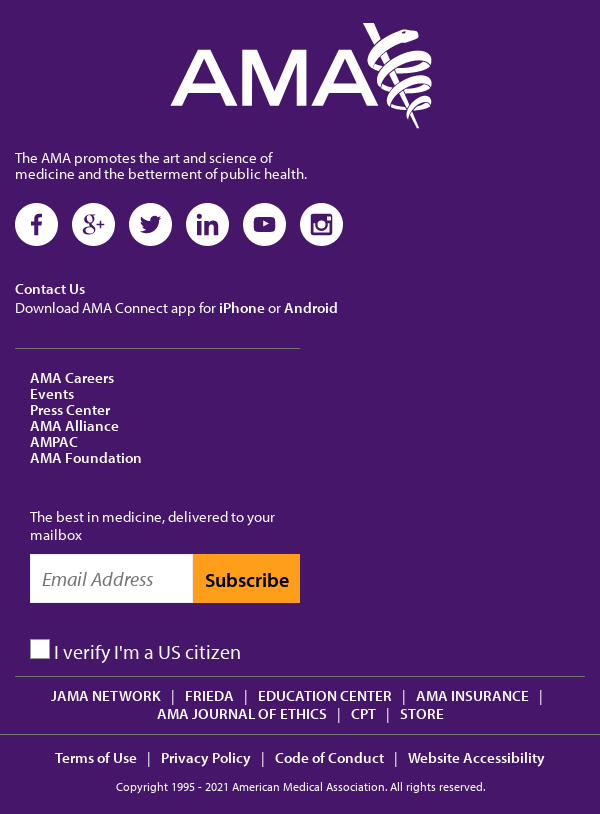 AMA
The AMA promotes the art and science of
medicine and the betterment of public health.
Contact Us
Download AMA Connect app for iPhone or Android
AMA Careers
Events
Press Center
AMA Alliance
AMPAC
AMA Foundation
The best in medicine, delivered to your
mailbox
Email Address Subscribe
I verify I'm a US citizen
JAMA NETWORK | FRIEDA | EDUCATION CENTER | AMA INSURANCE |
AMA JOURNAL OF ETHICS | CPT | STORE
Terms of Use | Privacy Policy | Code of Conduct | Website Accessibility
Copyright 1995 - 2021 American Medical Association. All rights reserved.